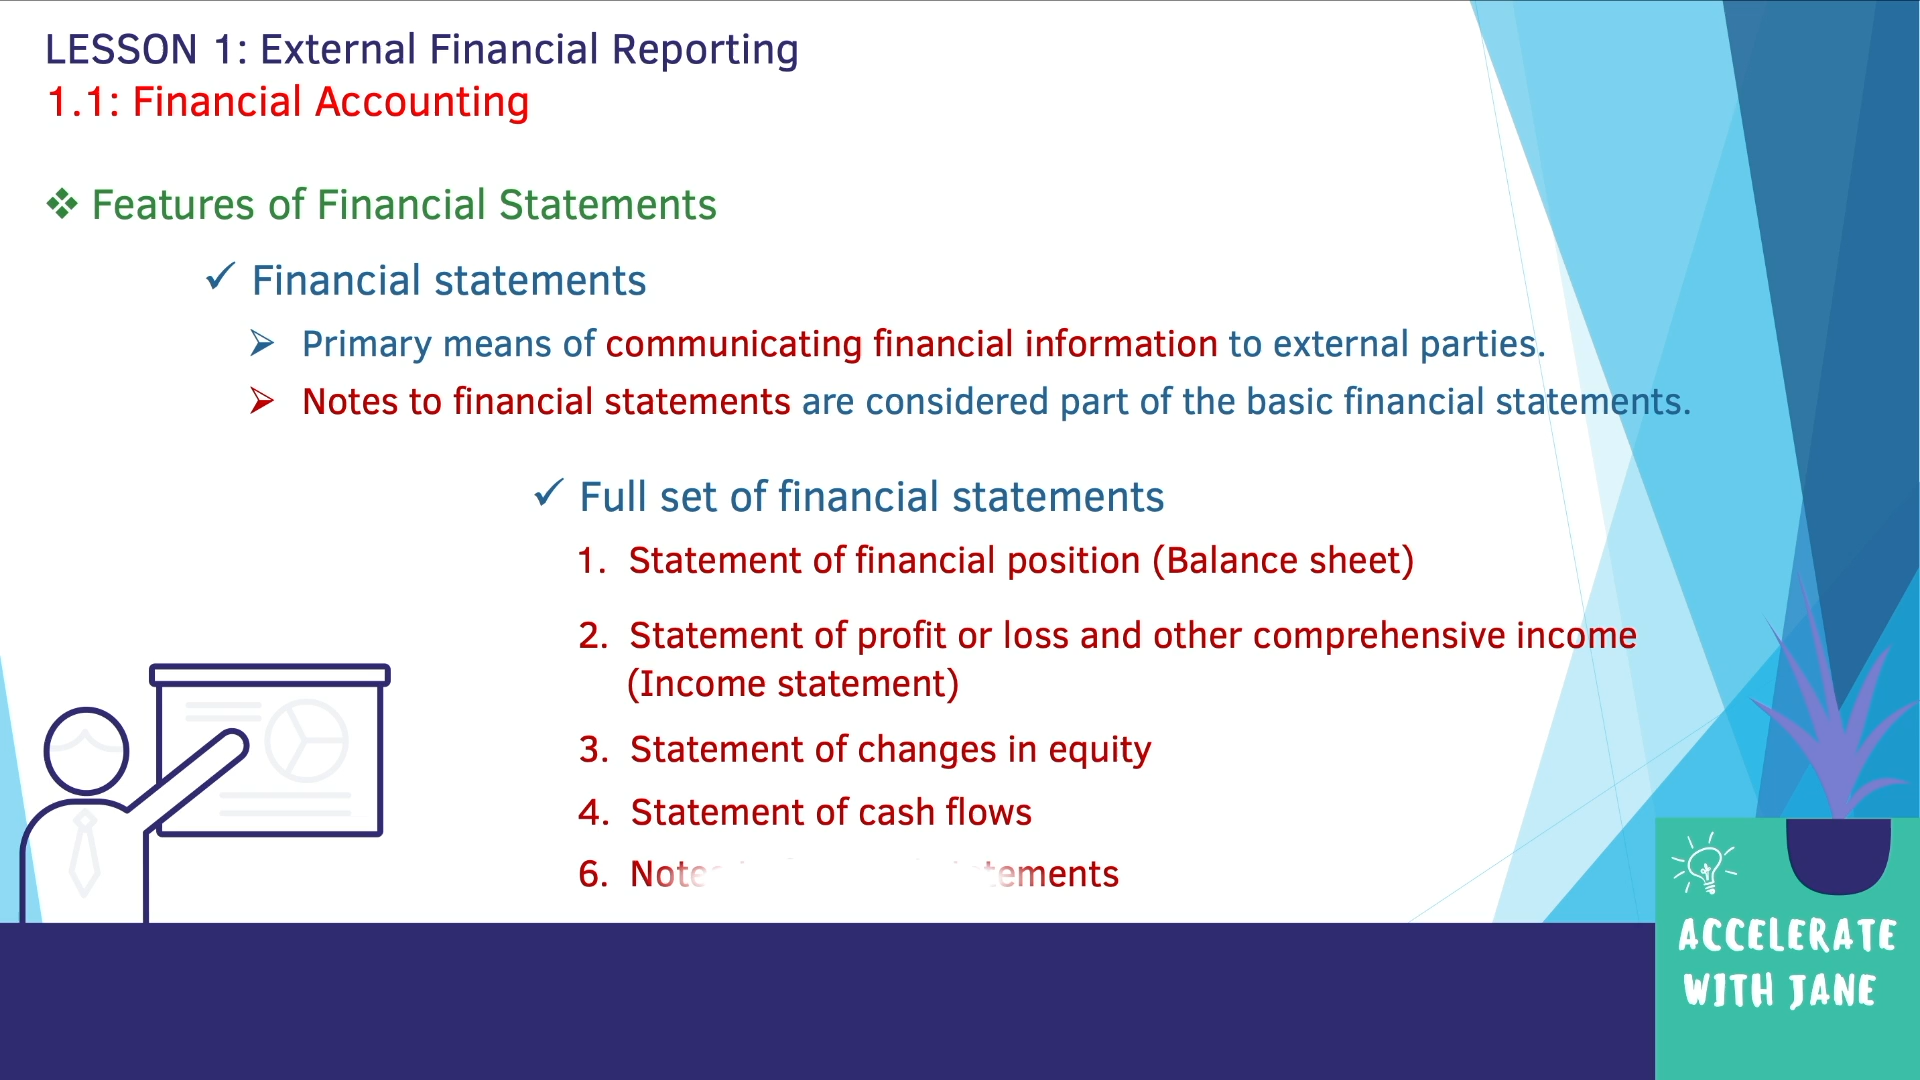 LESSON 1: External Financial Reporting
1.1: Financial Accounting
❖ Features of Financial Statements
✓ Financial statements
➢ Primary means of communicating financial information to external parties.
➢ Notes to financial statements are considered part of the basic financial statements.
✓ Full set of financial statements
1. Statement of financial position (Balance sheet)
2. Statement of profit or loss and other comprehensive income
(Income statement)
3. Statement of changes in equity
4. Statement of cash flows
6. Notes
ACCELERATE
WITH JANE